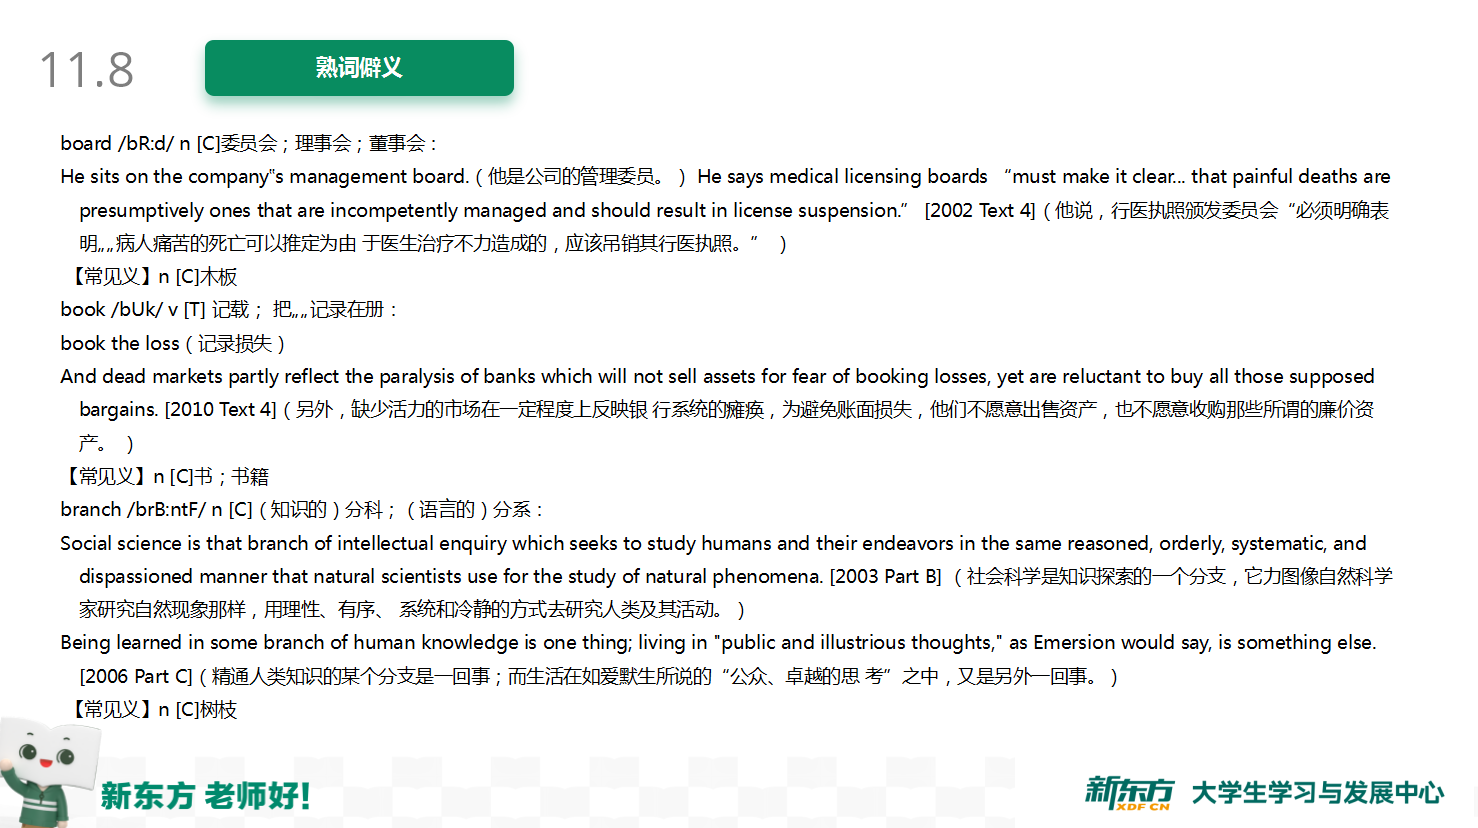 11.8
熟词僻义
board /bR:d/ n [C]委员会；理事会；董事会：
He sits on the company‟s management board.（他是公司的管理委员。） He says medical licensing boards “must make it clear... that painful deaths are
presumptively ones that are incompetently managed and should result in license suspension.” [2002 Text 4]（他说，行医执照颁发委员会“必须明确表
明„„病人痛苦的死亡可以推定为由 于医生治疗不力造成的，应该吊销其行医执照。” ）
【常见义】n [C]木板
book /bUk/ v [T] 记载； 把„„记录在册：
book the loss（记录损失）
And dead markets partly reflect the paralysis of banks which will not sell assets for fear of booking losses, yet are reluctant to buy all those supposed
bargains. [2010 Text 4]（另外，缺少活力的市场在一定程度上反映银 行系统的瘫痪，为避免账面损失，他们不愿意出售资产，也不愿意收购那些所谓的廉价资
产。 ）
【常见义】n [C]书；书籍
branch /brB:ntF/ n [C]（知识的）分科；（语言的）分系：
Social science is that branch of intellectual enquiry which seeks to study humans and their endeavors in the same reasoned, orderly, systematic, and
dispassioned manner that natural scientists use for the study of natural phenomena. [2003 Part B] （社会科学是知识探索的一个分支，它力图像自然科学
家研究自然现象那样，用理性、有序、 系统和冷静的方式去研究人类及其活动。）
Being learned in some branch of human knowledge is one thing; living in "public and illustrious thoughts," as Emersion would say, is something else.
[2006 Part C]（精通人类知识的某个分支是一回事；而生活在如爱默生所说的“公众、卓越的思 考”之中，又是另外一回事。）
【常见义】n [C]树枝
新东方 老师好!
新东方 XDF.CN 大学生学习与发展中心